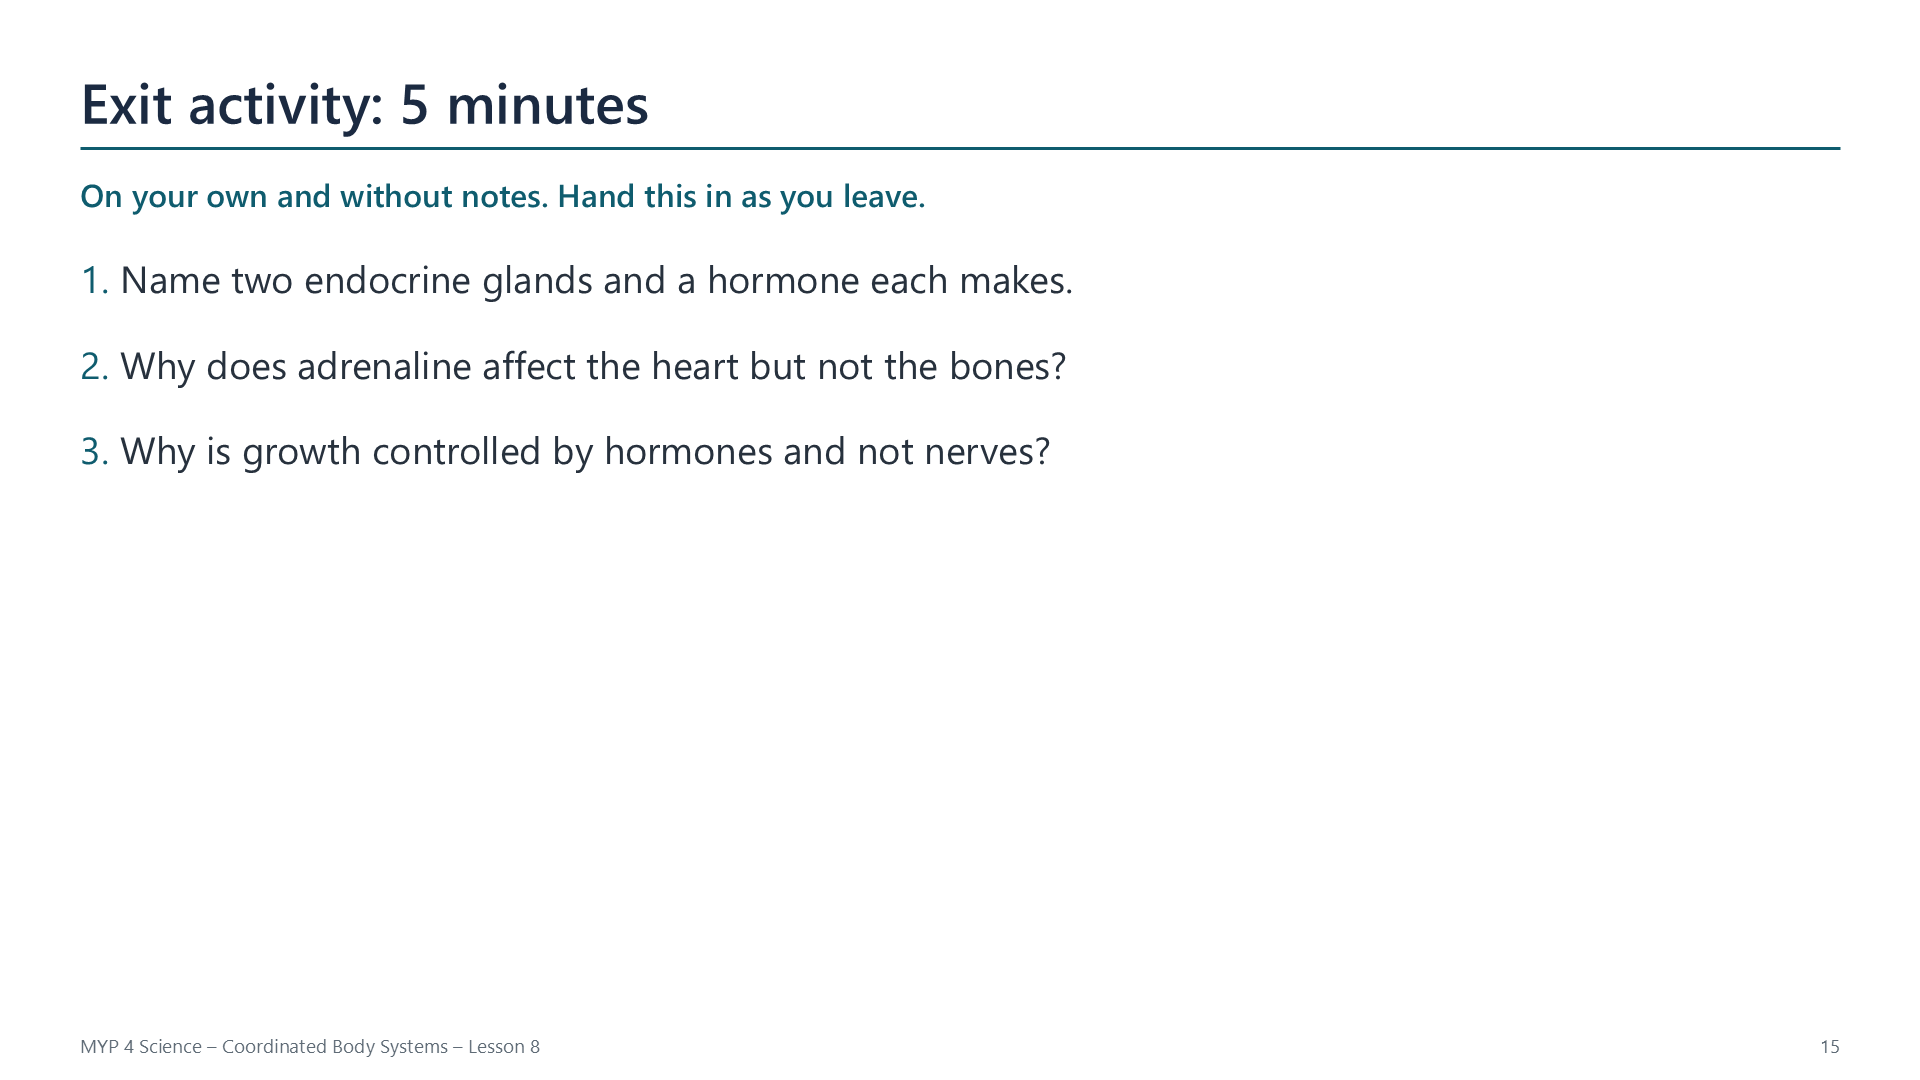 Exit activity: 5 minutes
On your own and without notes. Hand this in as you leave.
1. Name two endocrine glands and a hormone each makes.
2. Why does adrenaline affect the heart but not the bones?
3. Why is growth controlled by hormones and not nerves?
MYP 4 Science – Coordinated Body Systems – Lesson 8
15